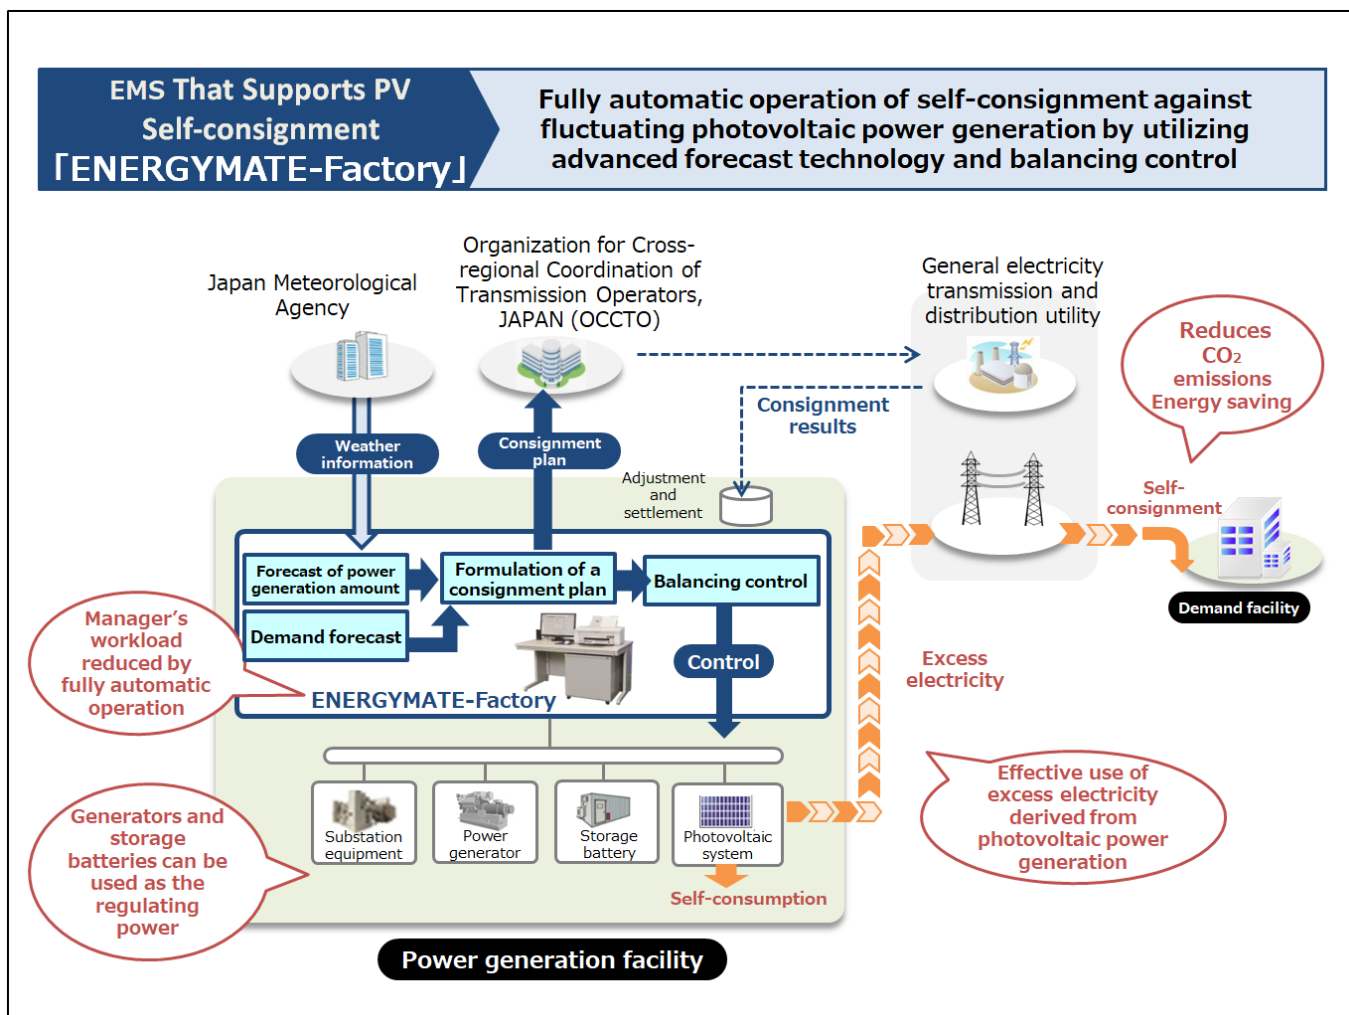 EMS That Supports PV
Self-consignment
「ENERGYMATE-Factory」
Fully automatic operation of self-consignment against
fluctuating photovoltaic power generation by utilizing
advanced forecast technology and balancing control
Japan Meteorological
Agency
Organization for Cross-
regional Coordination of
Transmission Operators,
JAPAN (OCCTO)
General electricity
transmission and
distribution utility
Reduces
CO₂
emissions
Energy saving
Consignment
results
Weather
information
Consignment
plan
Adjustment and
settlement
Self-
consignment
Forecast of power
generation amount
Formulation of a
consignment plan
Balancing control
Demand forecast
Demand facility
Manager's
workload
reduced by
fully automatic
operation
Control
Excess
electricity
ENERGYMATE-Factory
Substation
equipment
Power
generator
Storage
battery
Photovoltaic
system
Effective use of
excess electricity
derived from
photovoltaic power
generation
Generators and
storage
batteries can be
used as the
regulating
power
Self-consumption
Power generation facility